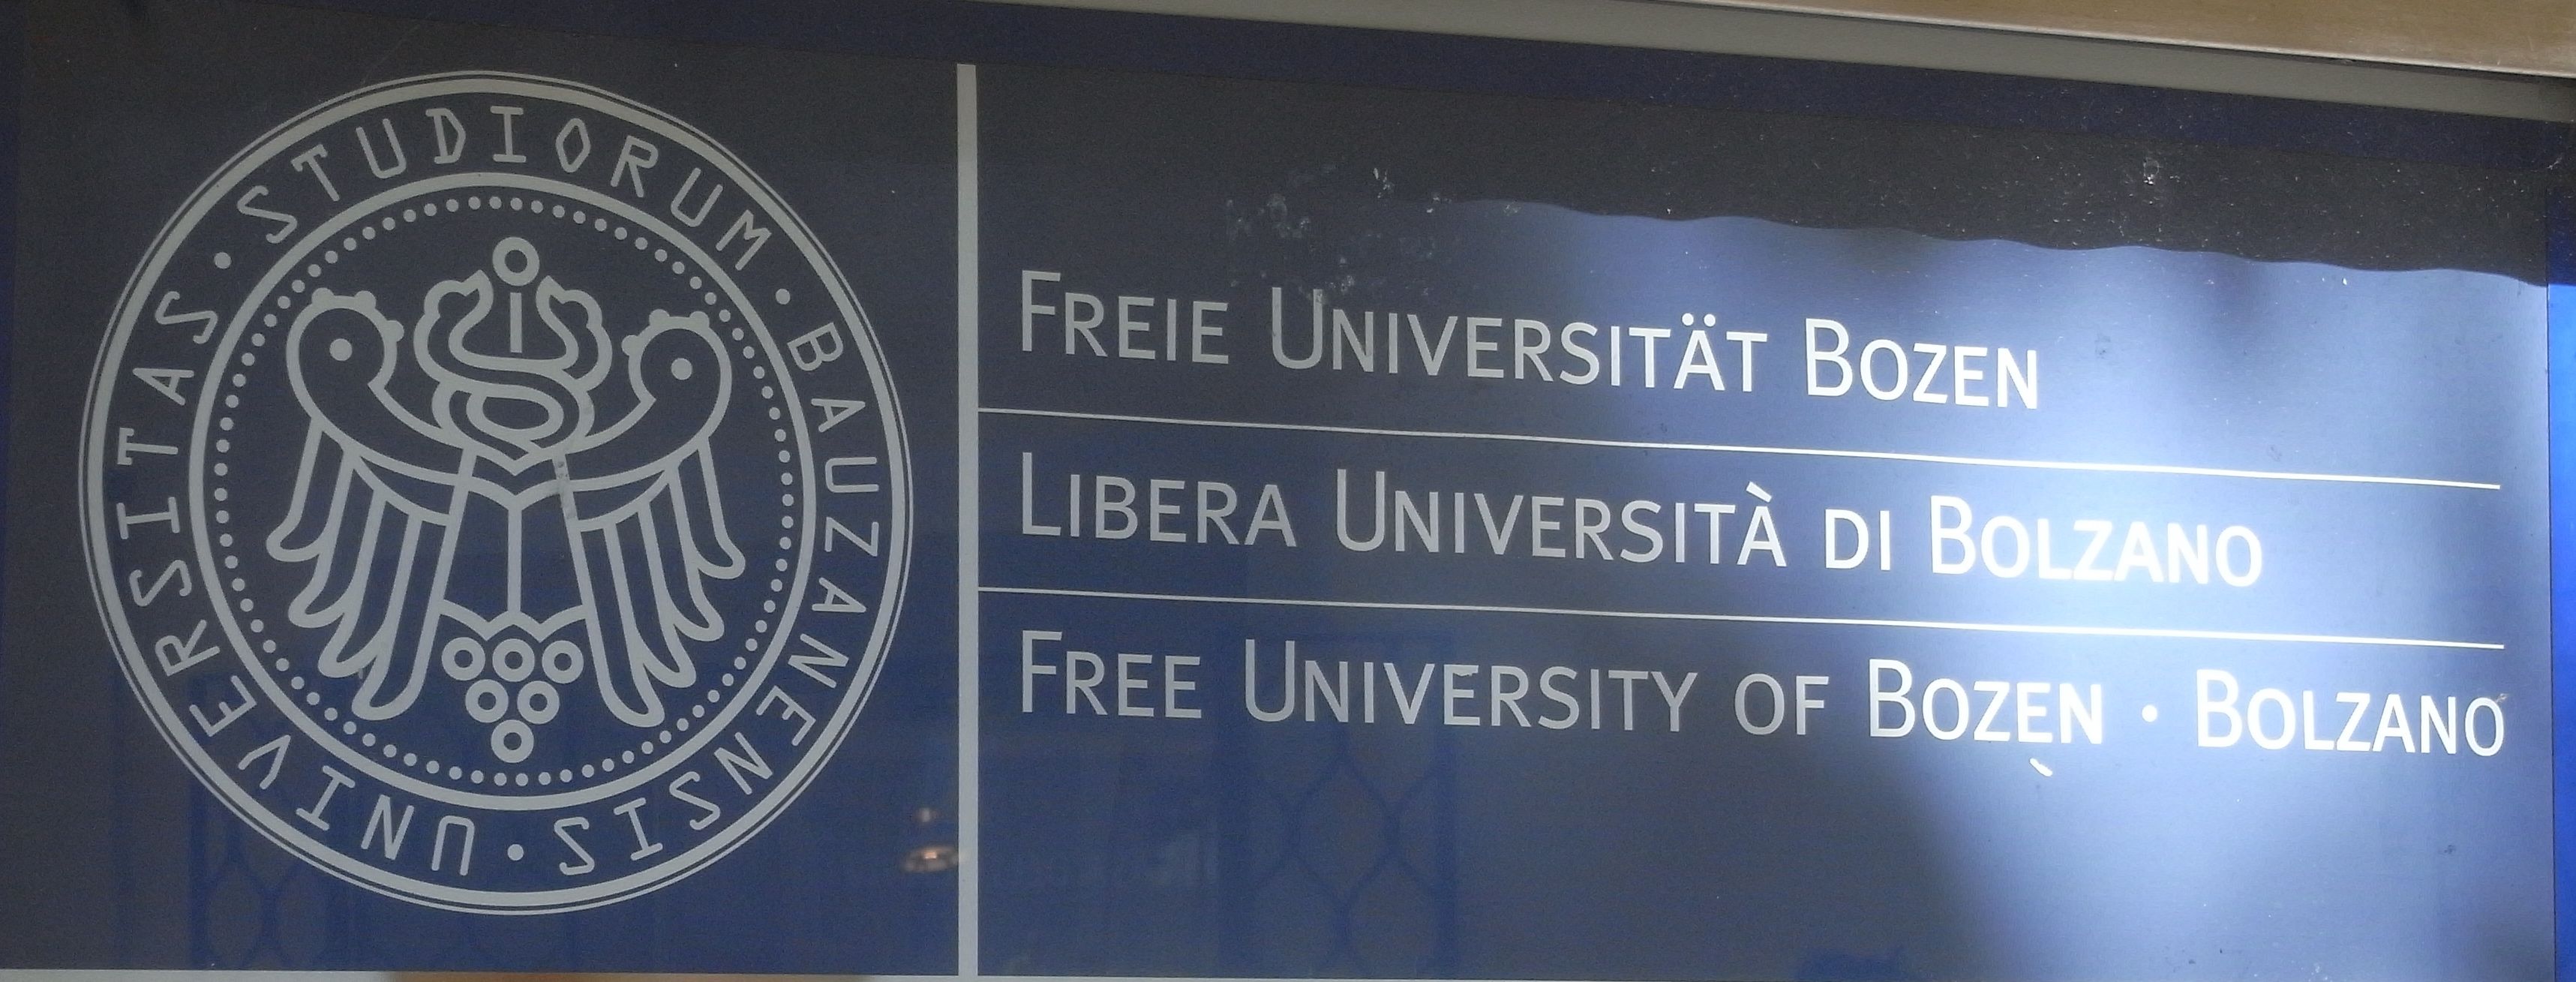 UNIVERSITAS · STUDIORUM · BAUZANENSIS ·
FREIE UNIVERSITÄT BOZEN
LIBERA UNIVERSITÀ DI BOLZANO
FREE UNIVERSITY OF BOZEN · BOLZANO